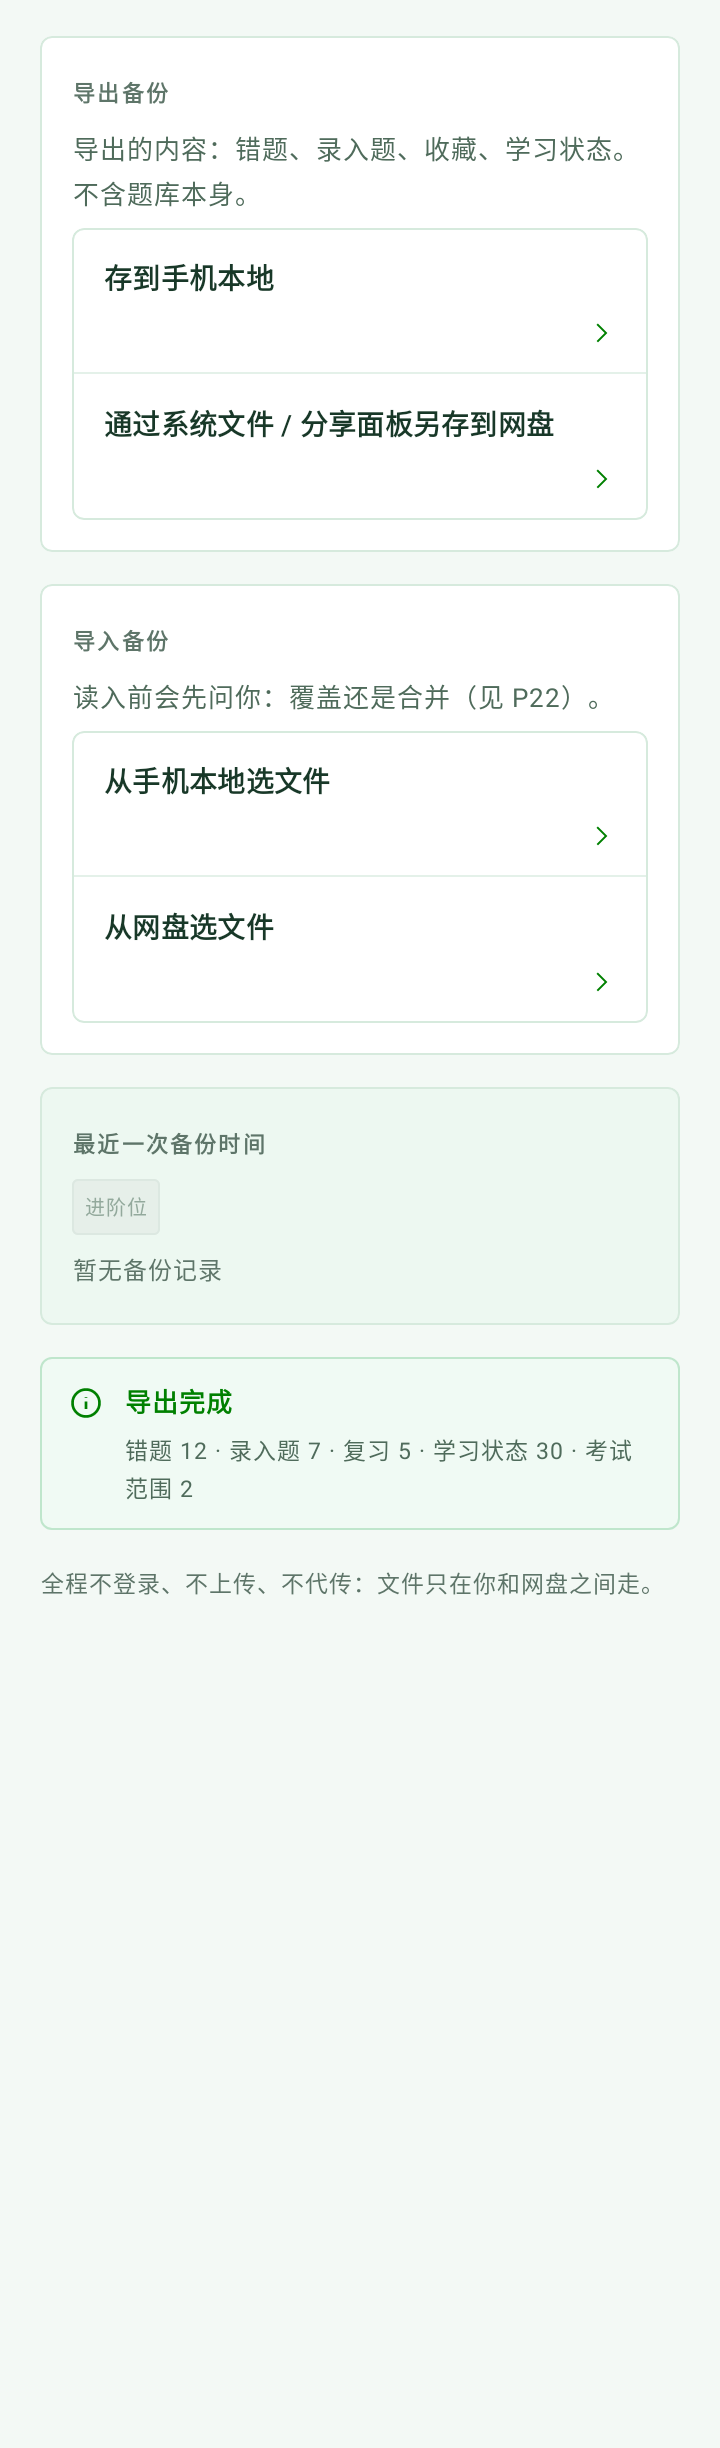 导出备份
导出的内容：错题、录入题、收藏、学习状态。
不含题库本身。
存到手机本地
通过系统文件 / 分享面板另存到网盘
导入备份
读入前会先问你：覆盖还是合并（见 P22）。
从手机本地选文件
从网盘选文件
最近一次备份时间
进阶位
暂无备份记录
导出完成
错题 12 · 录入题 7 · 复习 5 · 学习状态 30 · 考试
范围 2
全程不登录、不上传、不代传：文件只在你和网盘之间走。